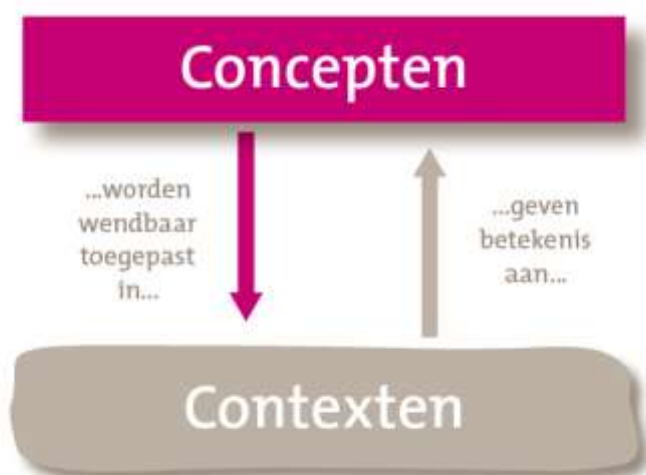 Concepten
...worden
wendbaar
toegepast
in...
...geven
betekenis
aan...
Contexten